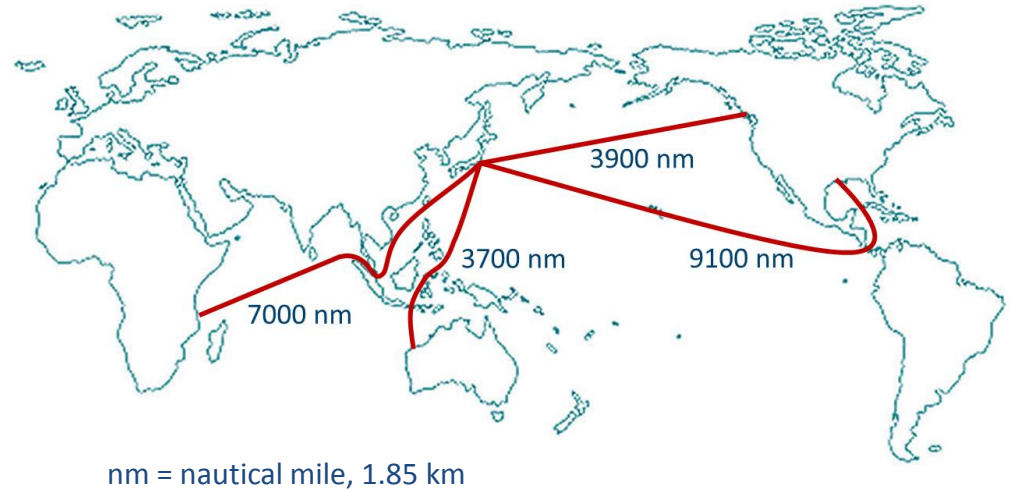 3900 nm
3700 nm
9100 nm
7000 nm
nm = nautical mile, 1.85 km